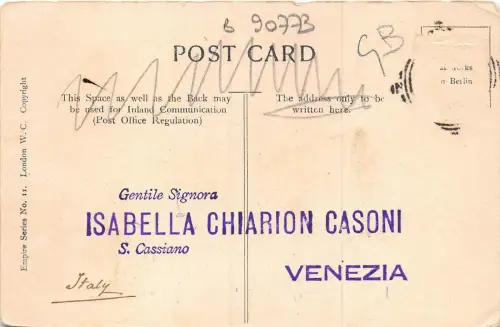 B 90773
GB
POST CARD
This Space as well as the Back may
be used for Inland Communication
(Post Office Regulation)
The address only to be
written here.
o Berlin
Gentile Signora
ISABELLA CHIARION CASONI
S. Cassiano
VENEZIA
Italy
Empire Series No. 11. London W. C. Copyright